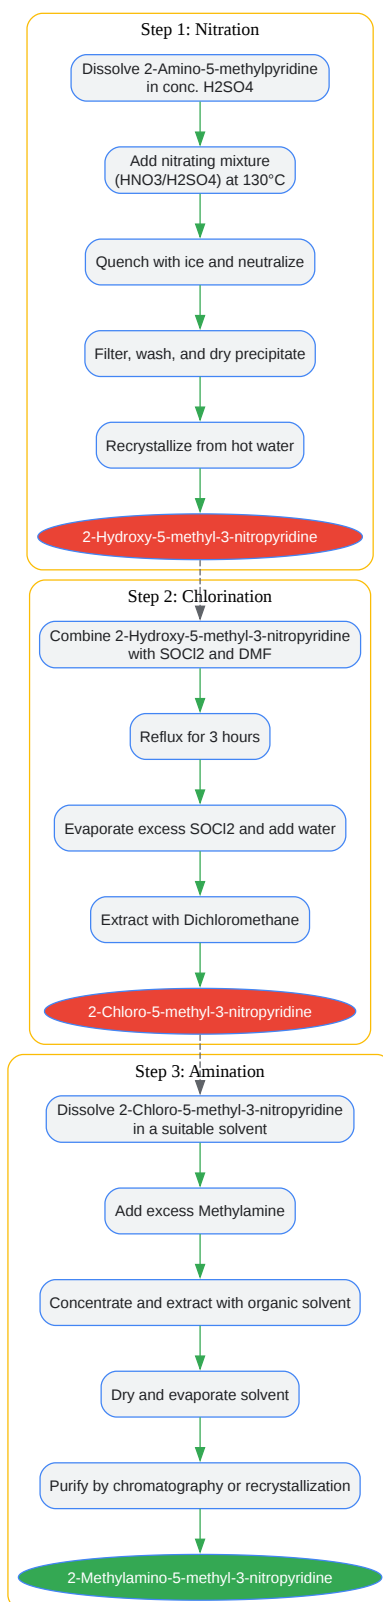 Step 1: Nitration
Dissolve 2-Amino-5-methylpyridine
in conc. H2SO4
Add nitrating mixture
(HNO3/H2SO4) at 130°C
Quench with ice and neutralize
Filter, wash, and dry precipitate
Recrystallize from hot water
2-Hydroxy-5-methyl-3-nitropyridine
Step 2: Chlorination
Combine 2-Hydroxy-5-methyl-3-nitropyridine
with SOCl2 and DMF
Reflux for 3 hours
Evaporate excess SOCl2 and add water
Extract with Dichloromethane
2-Chloro-5-methyl-3-nitropyridine
Step 3: Amination
Dissolve 2-Chloro-5-methyl-3-nitropyridine
in a suitable solvent
Add excess Methylamine
Concentrate and extract with organic solvent
Dry and evaporate solvent
Purify by chromatography or recrystallization
2-Methylamino-5-methyl-3-nitropyridine